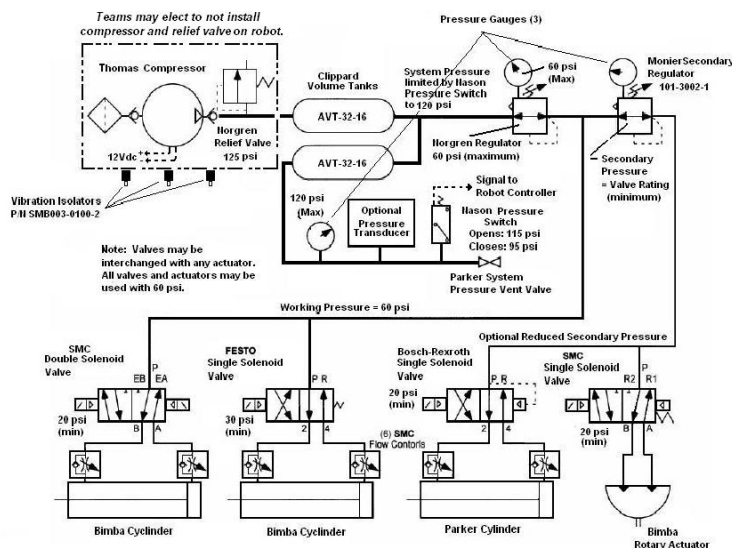 Teams may elect to not install
compressor and relief valve on robot.
Pressure Gauges (3)
Thomas Compressor
Clippard
Volume Tanks
System Pressure
limited by Nason
Pressure Switch
to 120 psi
60 psi
(Max)
MonierSecondary
Regulator
101-3002-1
AVT-32-16
Norgren
Relief Valve
125 psi
12Vdc
Norgren Regulator
60 psi (maximum)
AVT-32-16
Secondary
Pressure
= Valve Rating
(minimum)
Signal to
Robot Controller
Vibration Isolators
P/N SMB003-0100-2
120 psi
(Max)
Optional
Pressure
Transducer
Nason
Pressure
Switch
Opens: 115 psi
Closes: 95 psi
Note: Valves may be
interchanged with any actuator.
All valves and actuators may be
used with 60 psi.
Parker System
Pressure Vent Valve
Working Pressure = 60 psi
Optional Reduced Secondary Pressure
SMC
Double Solenoid
Valve
P
EB EA
20 psi
(min)
B A
FESTO
Single Solenoid
Valve
P R
30 psi
(min)
2 4
Bosch-Rexroth
Single Solenoid
Valve
P R
20 psi
(min)
2 4
SMC
Single Solenoid
Valve
P
R2 R1
20 psi
(min)
B A
(6) SMC
Flow Contorls
Bimba Cyclinder
Bimba Cyclinder
Parker Cylinder
Bimba
Rotary Actuator